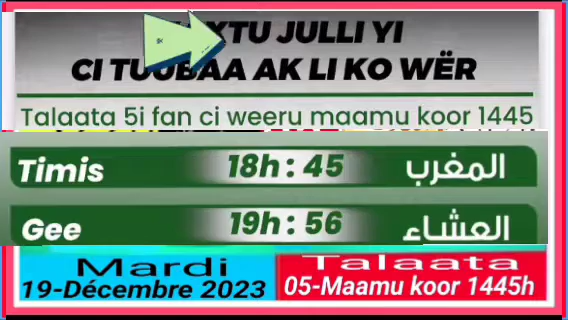 JULLI YI
CI TUUBAA AK LI KO WËR
Talaata 5i fan ci weeru maamu koor 1445
Timis 18h : 45 المغرب
Gee 19h : 56 العشاء
Mardi
19-Décembre 2023
Talaata
05-Maamu koor 1445h